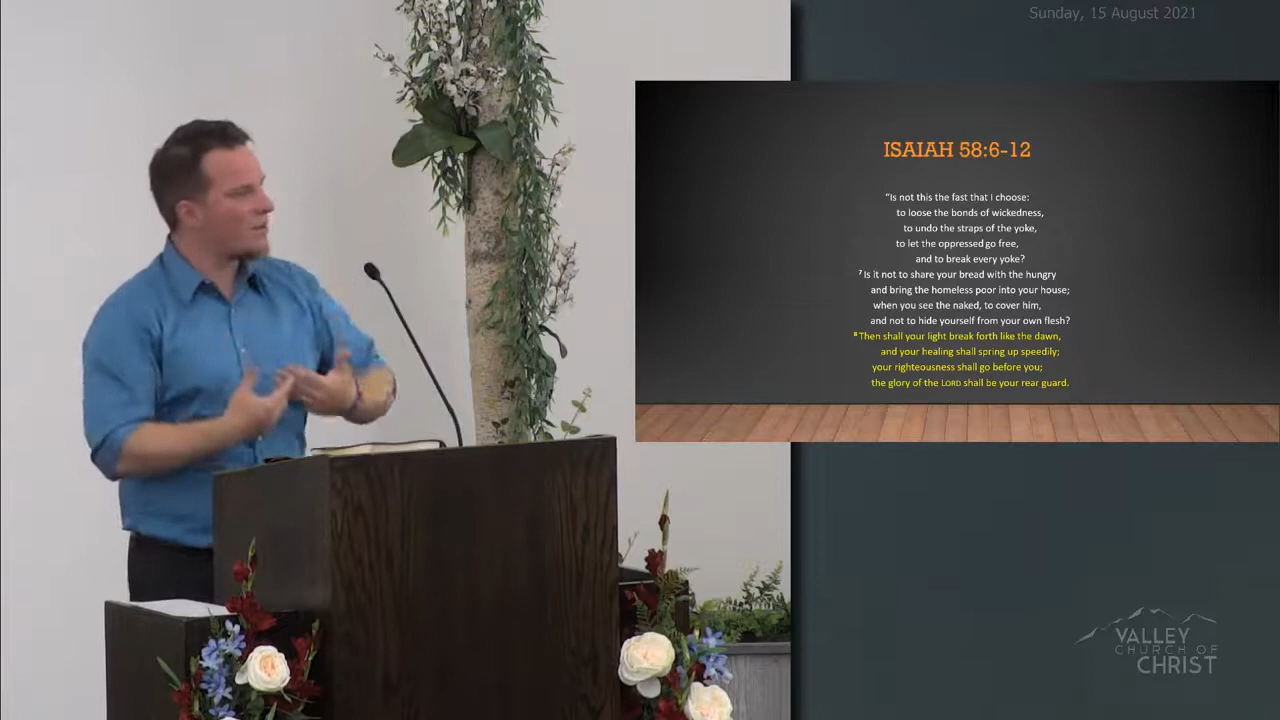 Sunday, 15 August 2021
ISAIAH 58:6-12
"Is not this the fast that I choose:
to loose the bonds of wickedness,
to undo the straps of the yoke,
to let the oppressed go free,
and to break every yoke?
7 Is it not to share your bread with the hungry
and bring the homeless poor into your house;
when you see the naked, to cover him,
and not to hide yourself from your own flesh?
8 Then shall your light break forth like the dawn,
and your healing shall spring up speedily;
your righteousness shall go before you;
the glory of the LORD shall be your rear guard.
VALLEY
CHURCH OF
CHRIST